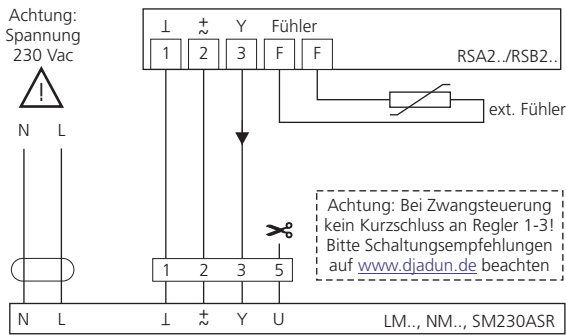 Achtung:
Spannung
230 Vac
!
N L
⊥ ± ~ Y Fühler
1 2 3 F F
RSA2../RSB2..
ext. Fühler
Achtung: Bei Zwangsteuerung
kein Kurzschluss an Regler 1-3!
Bitte Schaltungsempfehlungen
auf www.djadun.de beachten
1 2 3 5
N L ⊥ ± ~ Y U LM.., NM.., SM230ASR